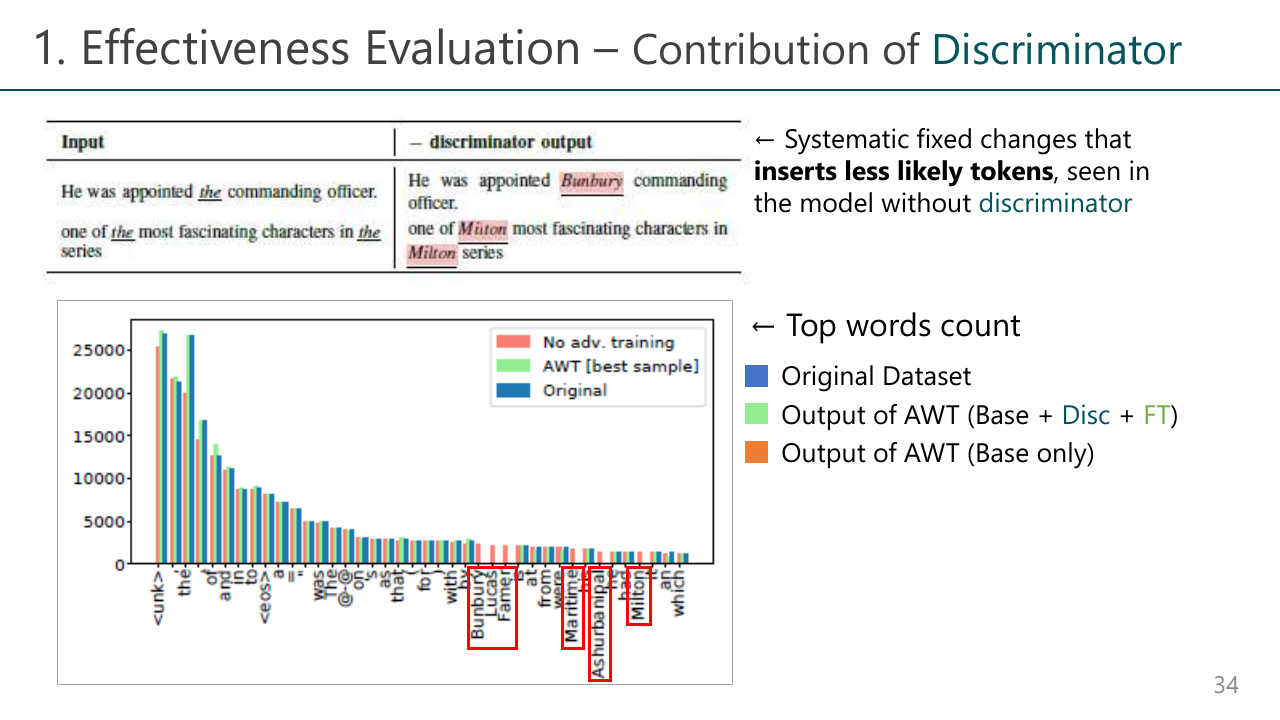 1. Effectiveness Evaluation – Contribution of Discriminator
Input
– discriminator output
He was appointed the commanding officer.
He was appointed Bunbury commanding
officer.
one of the most fascinating characters in the
series
one of Milton most fascinating characters in
Milton series
← Systematic fixed changes that
inserts less likely tokens, seen in
the model without discriminator
← Top words count
Original Dataset
Output of AWT (Base + Disc + FT)
Output of AWT (Base only)
No adv. training
AWT [best sample]
Original
25000
20000
15000
10000
5000
0
<unk>
,
the
.
of
and
in
to
<eos>
a
=
"
was
The
@-@
on
's
as
that
(
for
)
with
by
Bunbury
Lucas
Famer
is
at
from
were
Maritime
his
Ashurbanipal
he
had
Milton
it
an
which
34